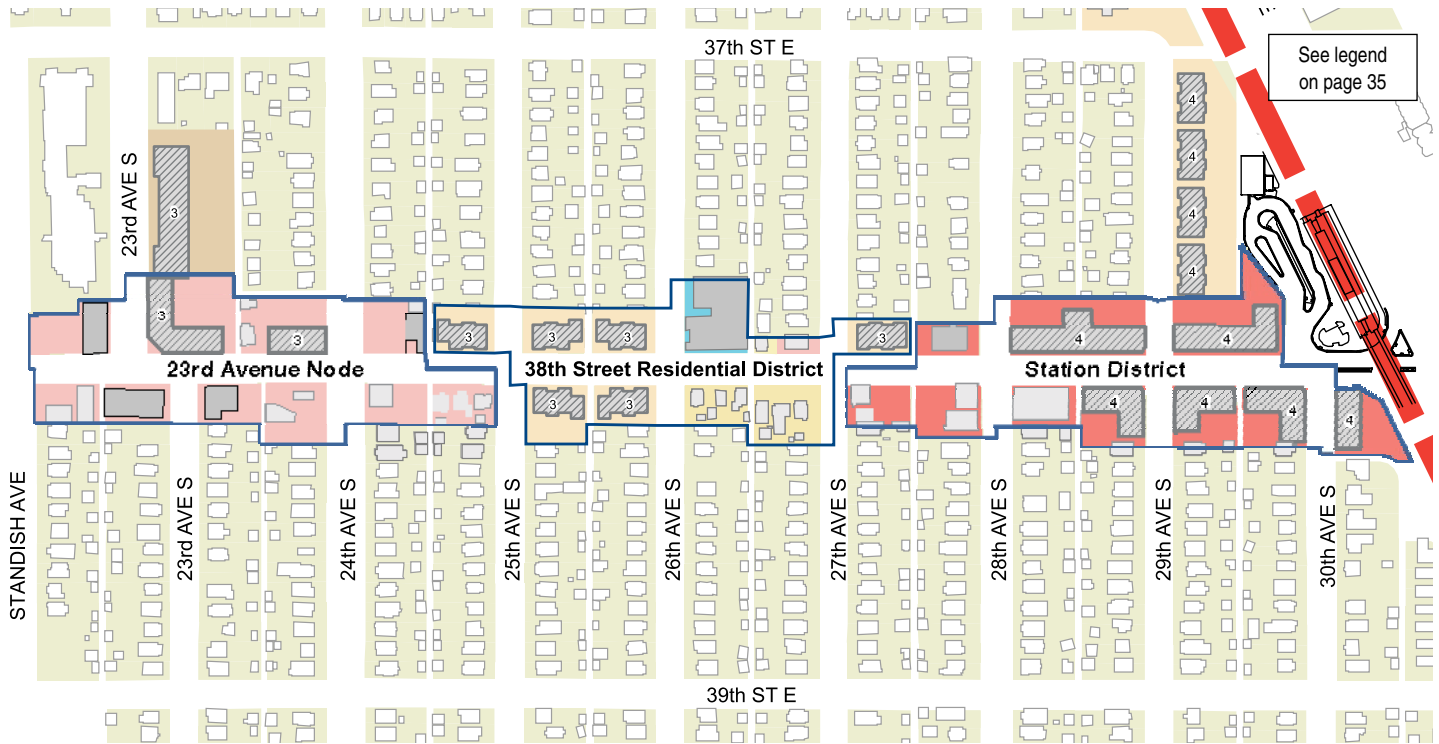 37th ST E
See legend
on page 35
4
4
4
4
23rd AVE S
3
3
3
3
3
3
3
4
4
23rd Avenue Node
38th Street Residential District
Station District
3
3
4
4
4
4
STANDISH AVE
23rd AVE S
24th AVE S
25th AVE S
26th AVE S
27th AVE S
28th AVE S
29th AVE S
30th AVE S
39th ST E